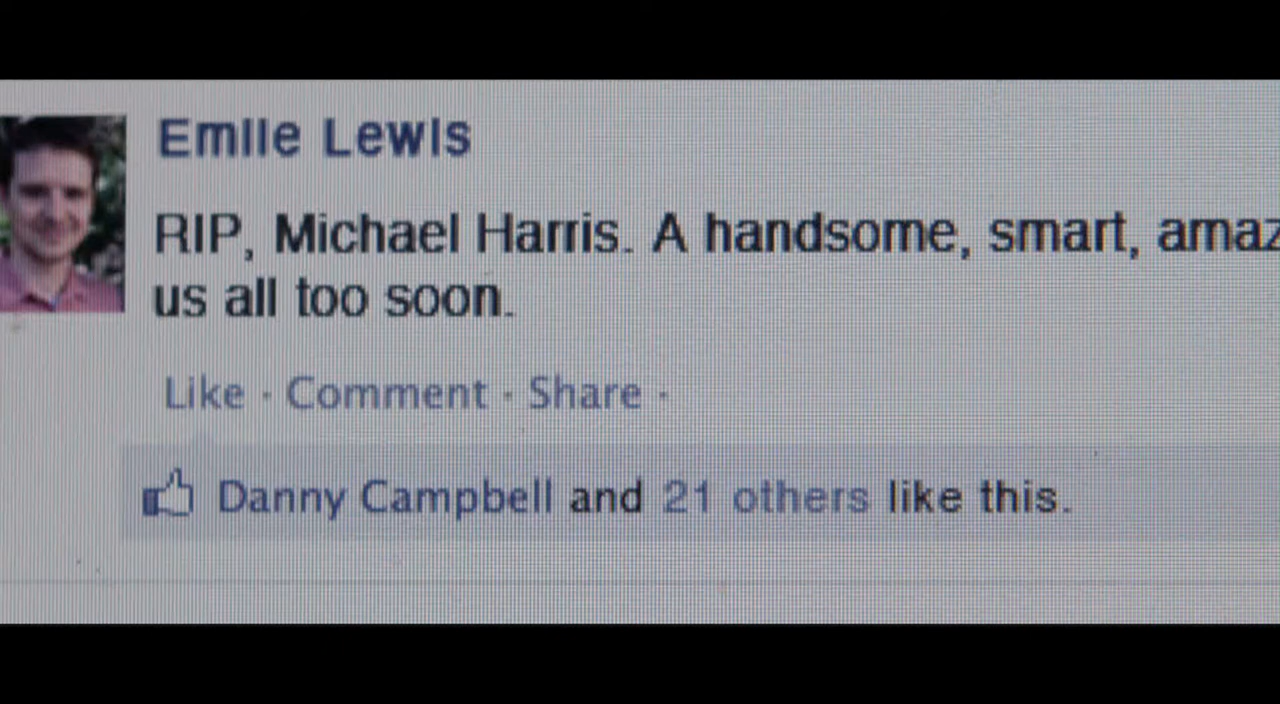 Emile Lewis
RIP, Michael Harris. A handsome, smart, amaz
us all too soon.
Like · Comment · Share ·
Danny Campbell and 21 others like this.